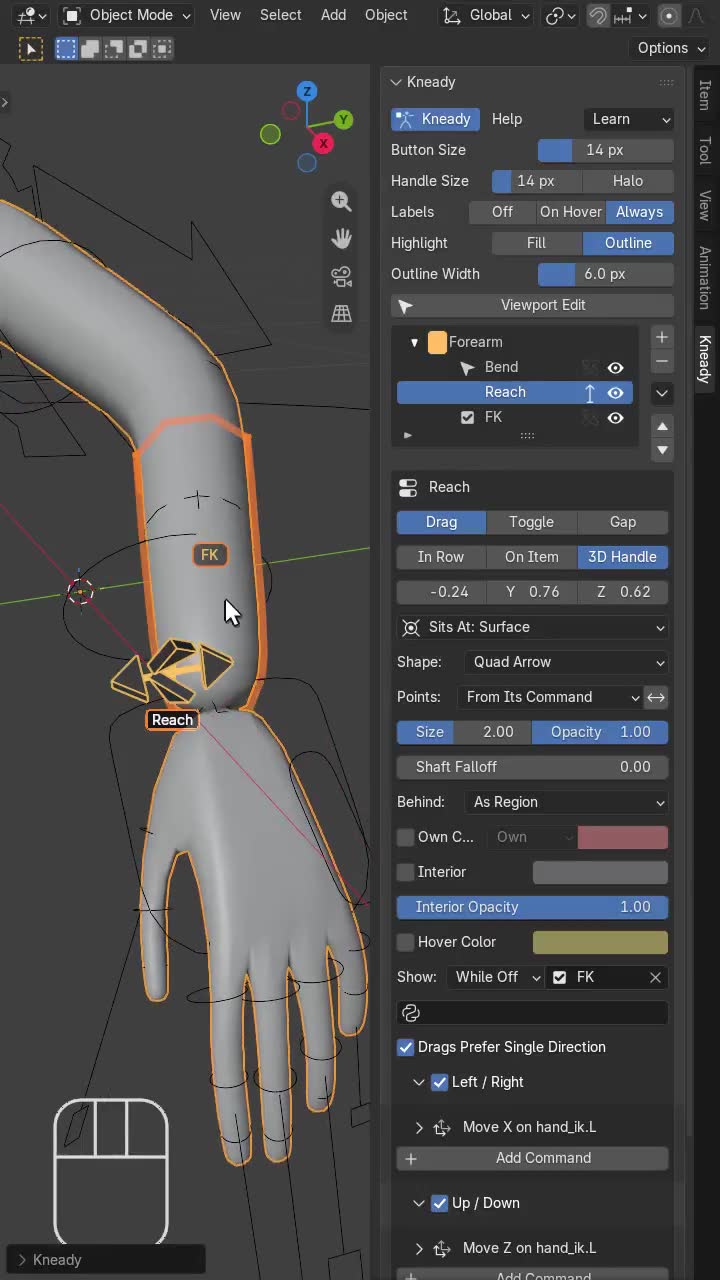 Object Mode View Select Add Object Global
Options
Kneady
Kneady Help Learn
Button Size 14 px
Handle Size 14 px Halo
Labels Off On Hover Always
Highlight Fill Outline
Outline Width 6.0 px
Viewport Edit
Forearm
Bend
Reach
FK
Reach
Drag Toggle Gap
In Row On Item 3D Handle
-0.24 Y 0.76 Z 0.62
Sits At: Surface
Shape: Quad Arrow
Points: From Its Command
Size 2.00 Opacity 1.00
Shaft Falloff 0.00
Behind: As Region
Own C... Own
Interior
Interior Opacity 1.00
Hover Color
Show: While Off FK
Drags Prefer Single Direction
Left / Right
Move X on hand_ik.L
Add Command
Up / Down
Move Z on hand_ik.L
Add Command
Item
Tool
View
Animation
Kneady
Z
Y
X
FK
Reach
Kneady